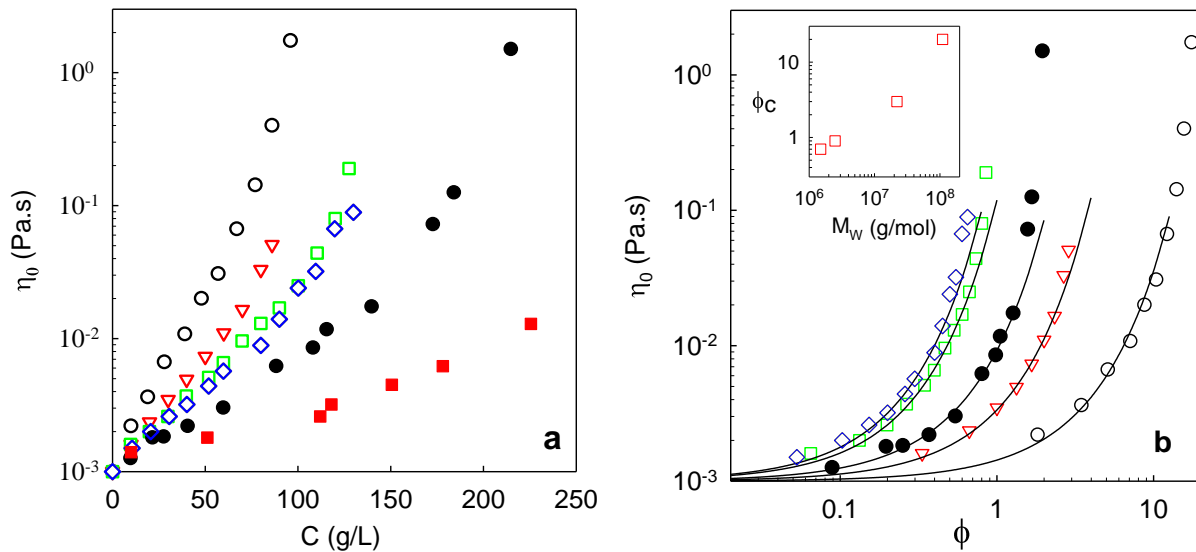 10⁰
10⁻¹
10⁻²
10⁻³
η₀ (Pa.s)
0 50 100 150 200 250
C (g/L)
a
10⁰
10⁻¹
10⁻²
10⁻³
η₀ (Pa.s)
0.1 1 10
ϕ
b
10
1
ϕc
10⁶ 10⁷ 10⁸
M_W (g/mol)